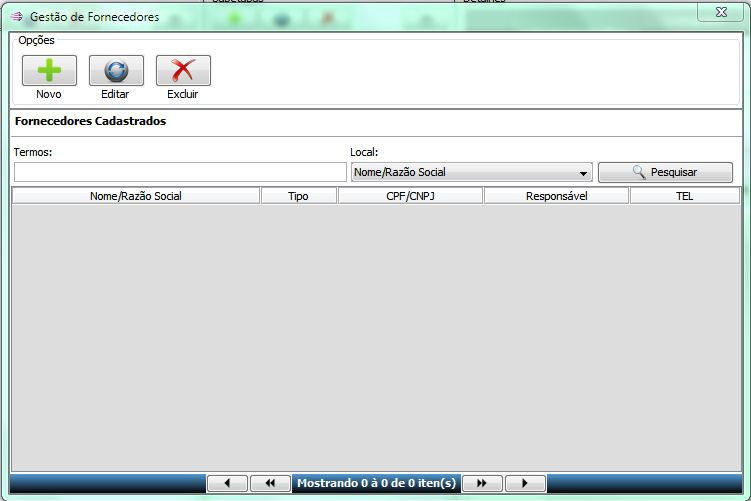 Gestão de Fornecedores
Opções
Novo Editar Excluir
Fornecedores Cadastrados
Termos: Local:
Nome/Razão Social Pesquisar
Nome/Razão Social Tipo CPF/CNPJ Responsável TEL
Mostrando 0 à 0 de 0 iten(s)